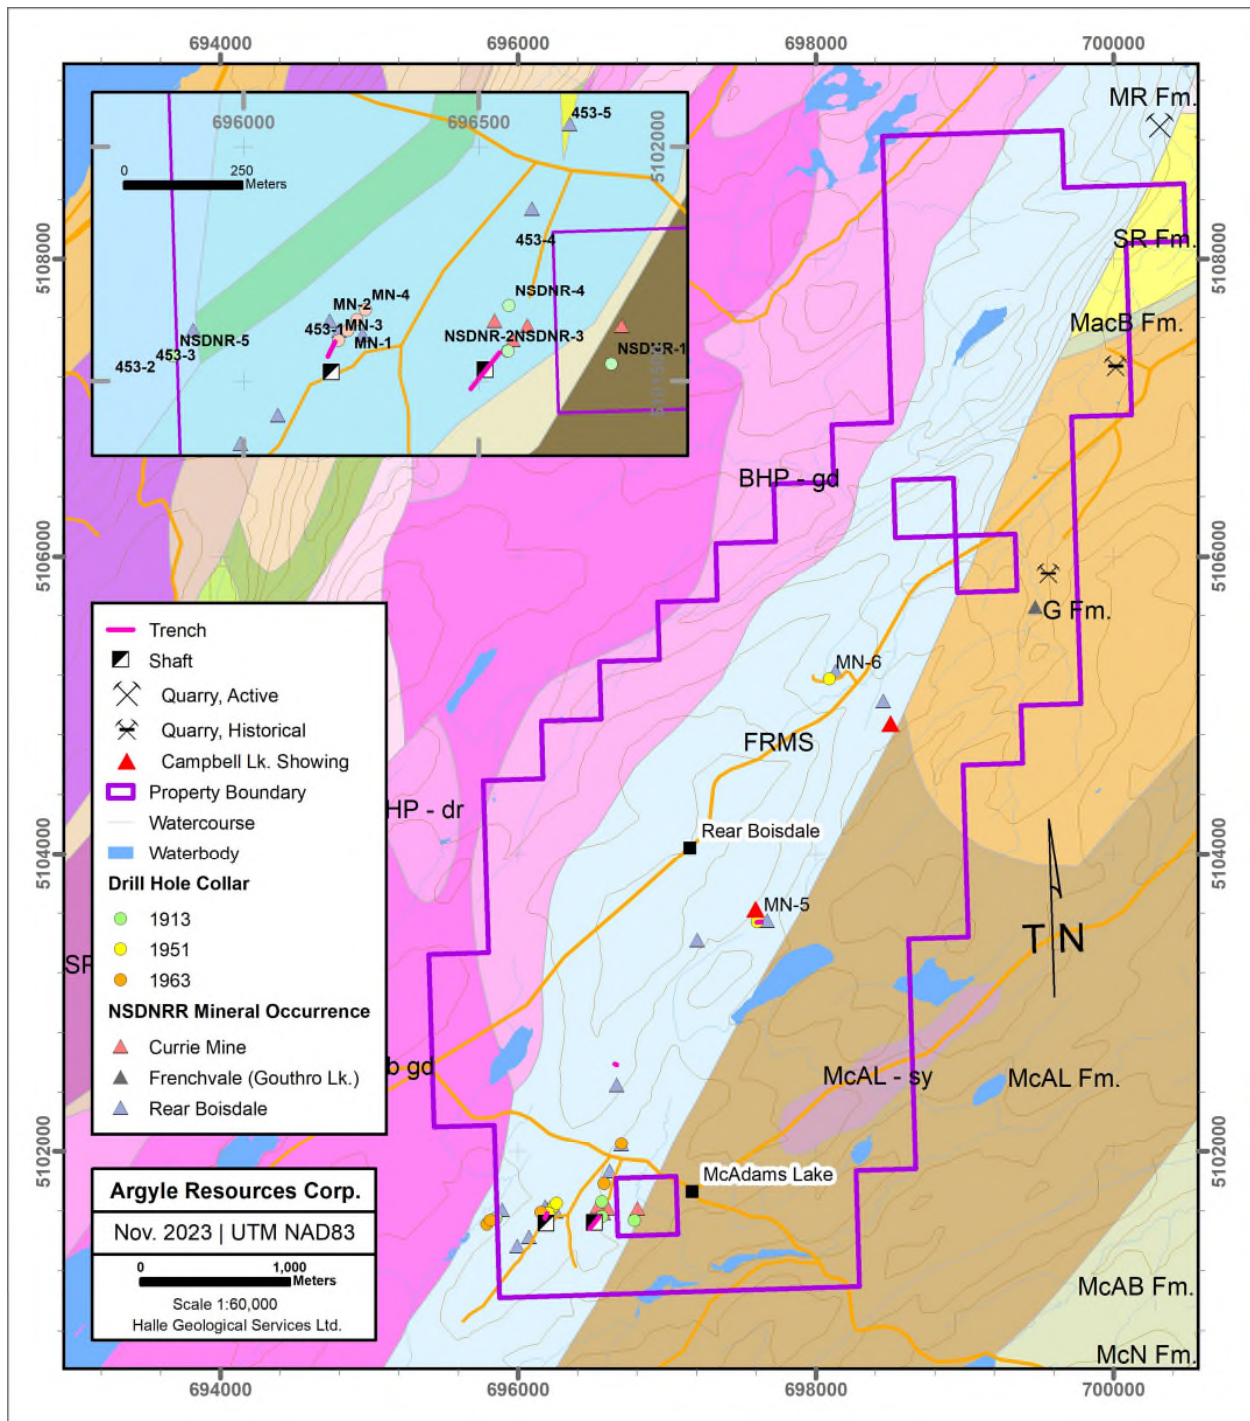 694000 696000 698000 700000
MR Fm.
696000 696500
453-5
5102000
0 250
Meters
453-4
SR Fm.
5108000 5108000
NSDNR-4
MN-4
MN-2
MacB Fm.
MN-3
453-1
NSDNR-5
NSDNR-2 NSDNR-3
MN-1
NSDNR-1
453-3
453-2
5101500
BHP - gd
5106000 5106000
G Fm.
Trench
Shaft
Quarry, Active
Quarry, Historical
Campbell Lk. Showing
Property Boundary
Watercourse
Waterbody
Drill Hole Collar
1913
1951
1963
NSDNRR Mineral Occurrence
Currie Mine
Frenchvale (Gouthro Lk.)
Rear Boisdale
MN-6
FRMS
HP - dr
Rear Boisdale
5104000 5104000
MN-5
T N
SF
b gd
McAL - sy
McAL Fm.
5102000 5102000
McAdams Lake
Argyle Resources Corp.
Nov. 2023 | UTM NAD83
0 1,000
Meters
Scale 1:60,000
Halle Geological Services Ltd.
McAB Fm.
McN Fm.
694000 696000 698000 700000